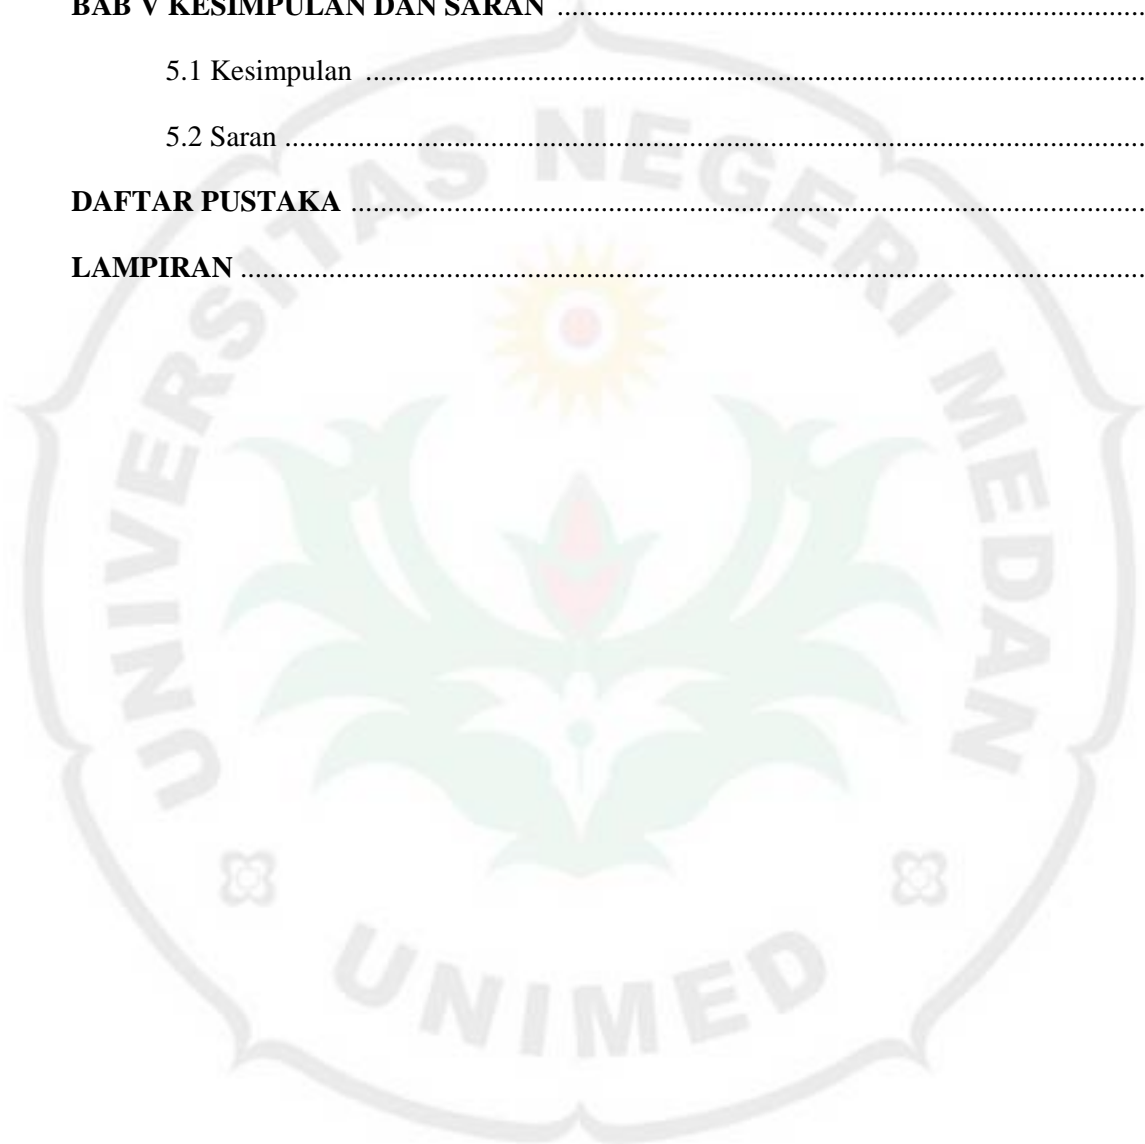 BAB V KESIMPULAN DAN SARAN ..........................................................................
5.1 Kesimpulan ..........................................................................................
5.2 Saran ..........................................................................................
DAFTAR PUSTAKA ..........................................................................................
LAMPIRAN ..........................................................................................
UNIVERSITAS NEGERI MEDAN
UNIMED